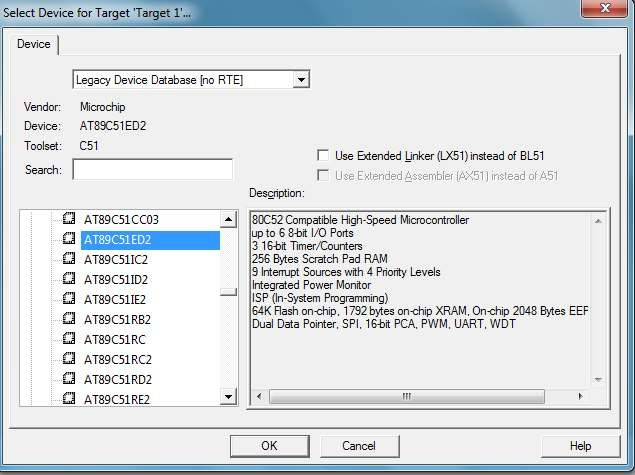 Select Device for Target 'Target 1'...
Device
Legacy Device Database [no RTE]
Vendor: Microchip
Device: AT89C51ED2
Toolset: C51
Search:
Use Extended Linker (LX51) instead of BL51
Use Extended Assembler (AX51) instead of A51
Description:
AT89C51CC03
AT89C51ED2
AT89C51IC2
AT89C51ID2
AT89C51IE2
AT89C51RB2
AT89C51RC
AT89C51RC2
AT89C51RD2
AT89C51RE2
80C52 Compatible High-Speed Microcontroller
up to 6 8-bit I/O Ports
3 16-bit Timer/Counters
256 Bytes Scratch Pad RAM
9 Interrupt Sources with 4 Priority Levels
Integrated Power Monitor
ISP (In-System Programming)
64K Flash on-chip, 1792 bytes on-chip XRAM, On-chip 2048 Bytes EEF
Dual Data Pointer, SPI, 16-bit PCA, PWM, UART, WDT
OK
Cancel
Help